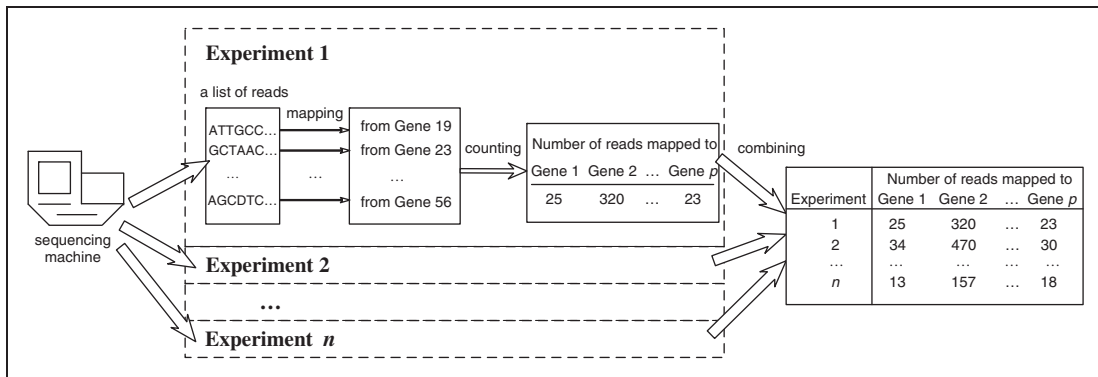 Experiment 1
a list of reads
mapping
ATTGCC...
GCTAAC...
...
AGCDTC...
...
from Gene 19
from Gene 23
...
from Gene 56
counting
Number of reads mapped to
Gene 1 Gene 2 ... Gene p
25 320 ... 23
combining
sequencing
machine
Experiment 2
...
Experiment n
Number of reads mapped to
Experiment Gene 1 Gene 2 ... Gene p
1 25 320 ... 23
2 34 470 ... 30
... ... ... ... ...
n 13 157 ... 18